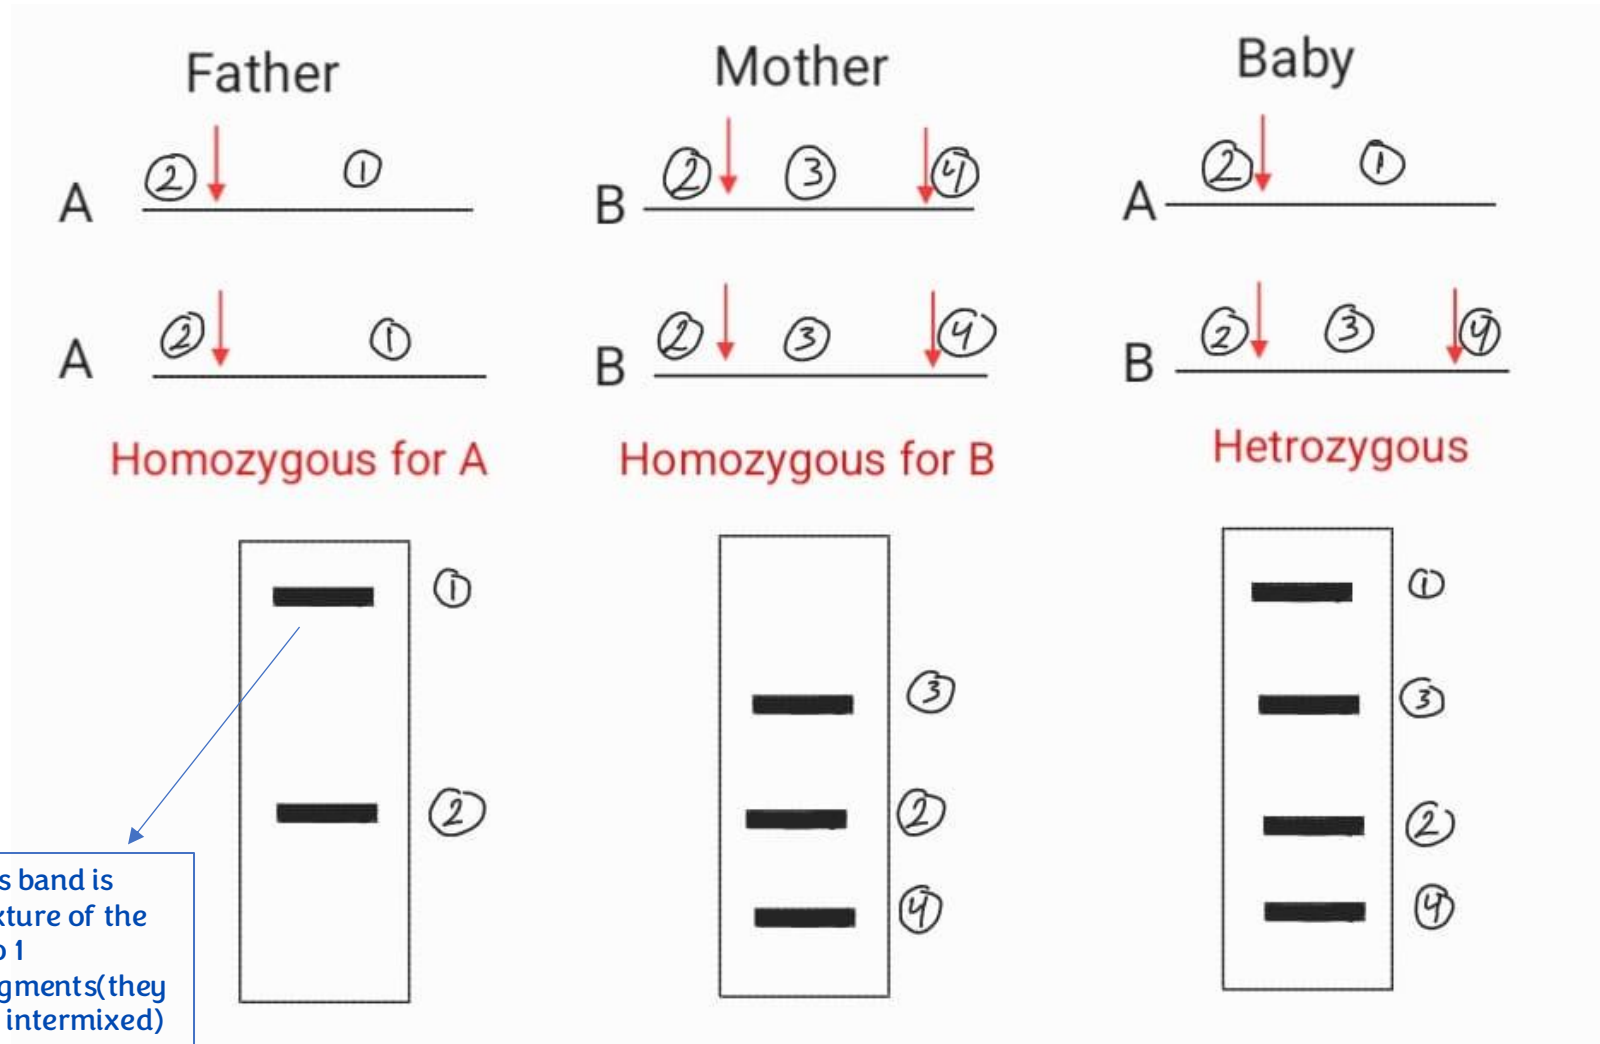 Father
Mother
Baby
② ①
② ③ ④
② ①
A
B
A
② ①
② ③ ④
② ③ ④
A
B
B
Homozygous for A
Homozygous for B
Hetrozygous
①
②
③
②
④
①
③
②
④
s band is
xture of the
o 1
gments(they
intermixed)